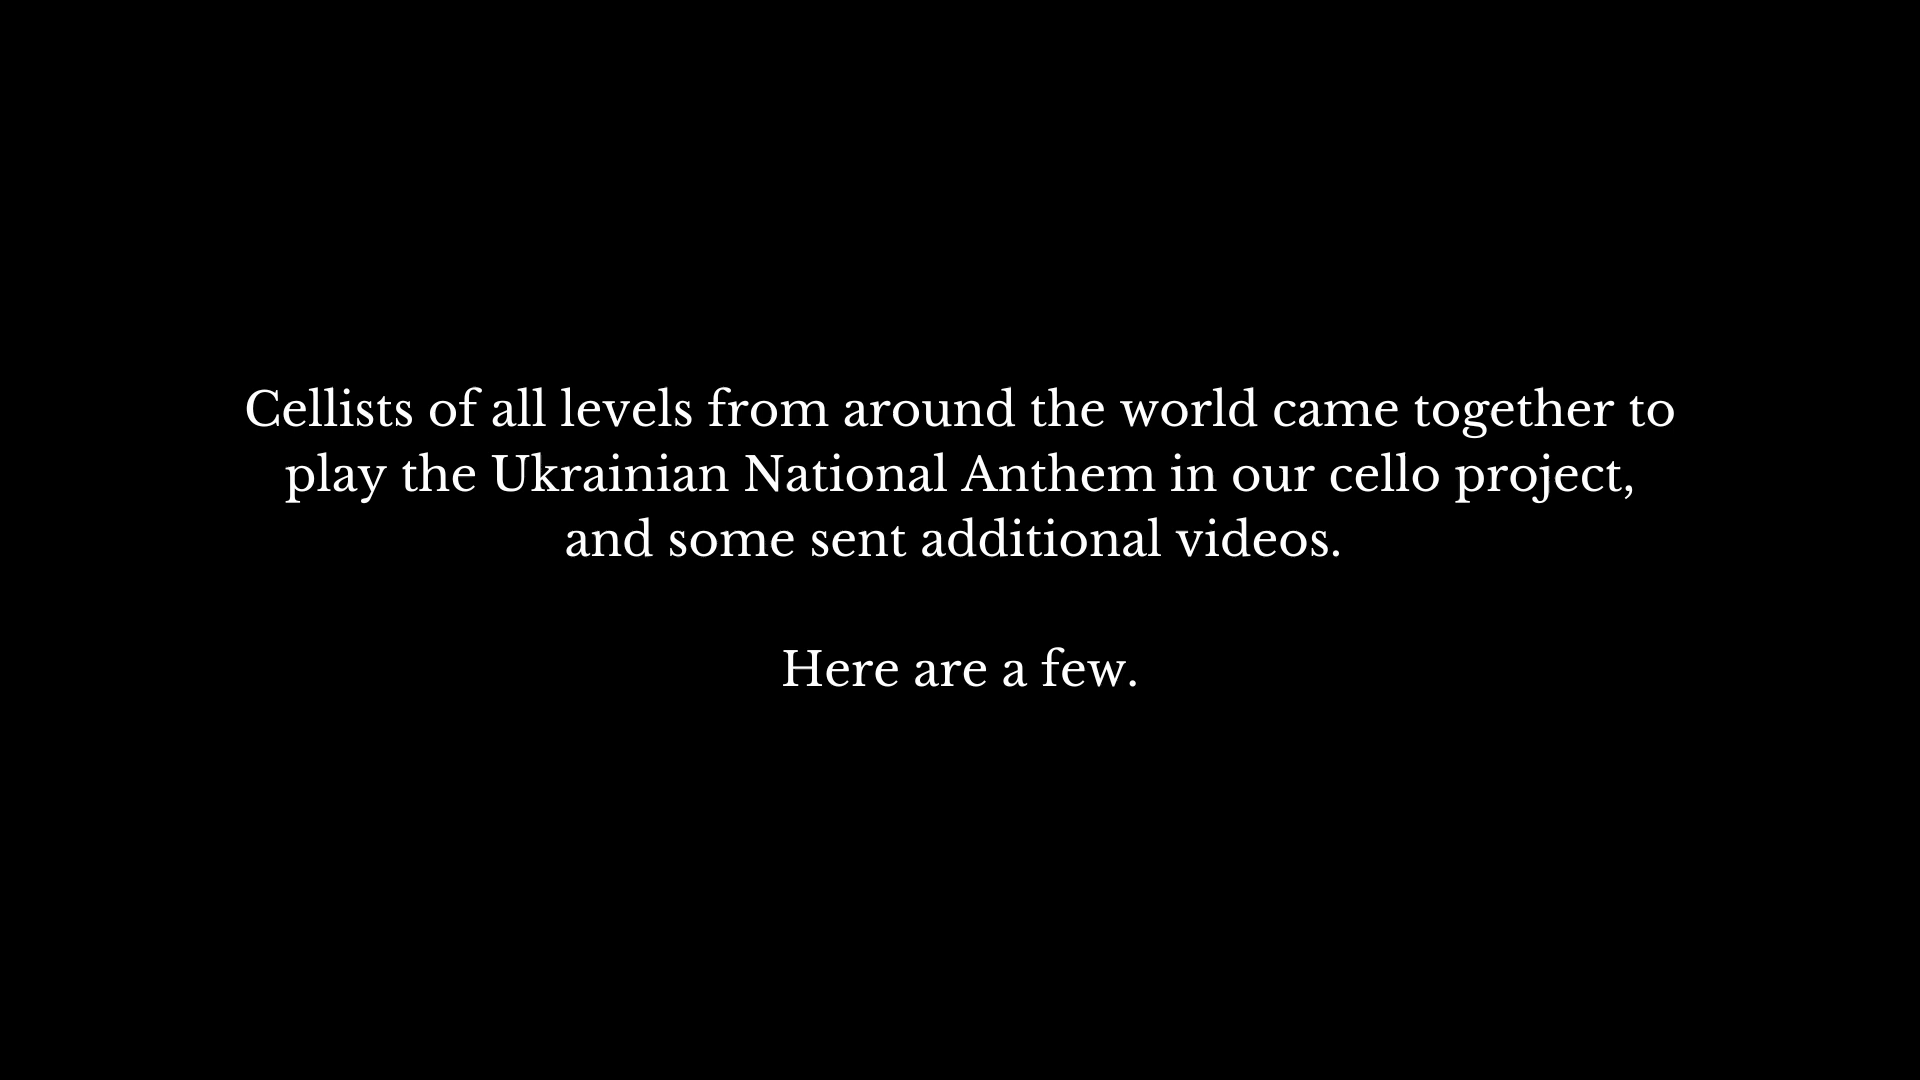 Cellists of all levels from around the world came together to
play the Ukrainian National Anthem in our cello project,
and some sent additional videos.
Here are a few.